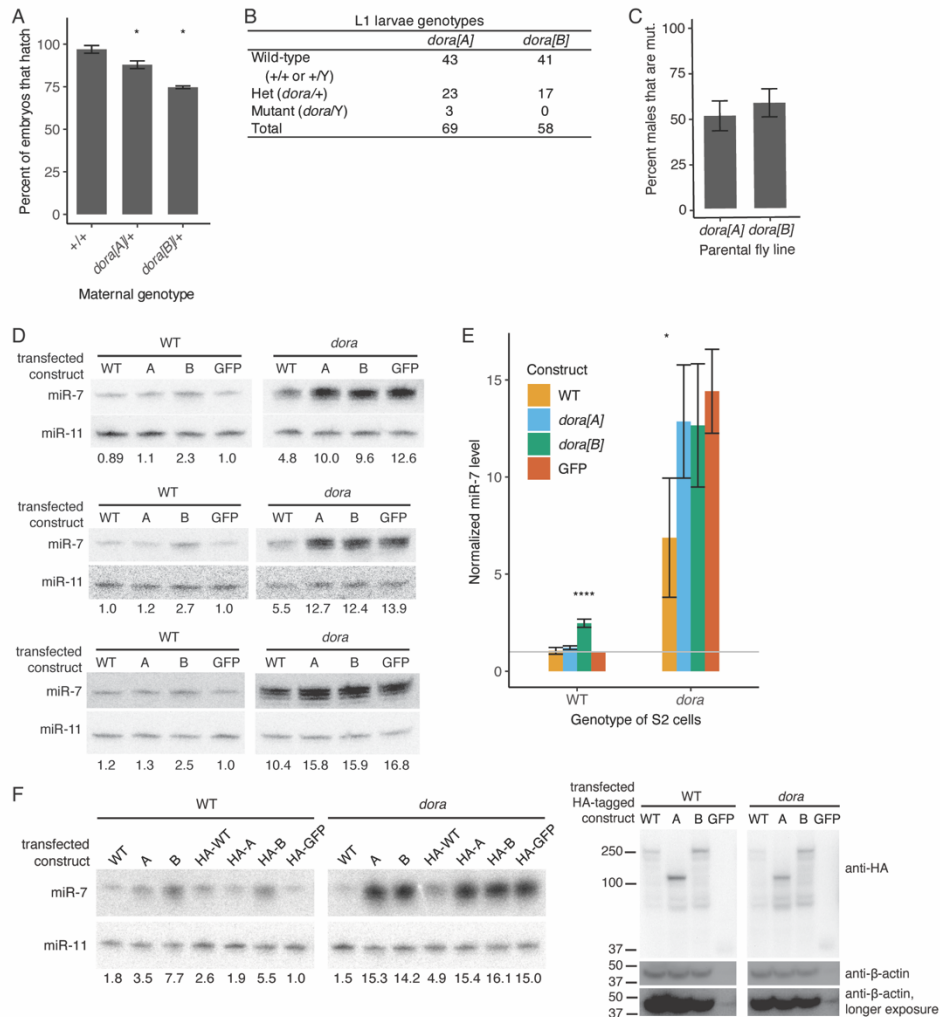 A
Percent of embryos that hatch
100
75
50
25
0
* *
+/+ dora[A]/+ dora[B]/+
Maternal genotype
B
L1 larvae genotypes
dora[A] dora[B]
Wild-type 43 41
(+/+ or +/Y)
Het (dora/+) 23 17
Mutant (dora/Y) 3 0
Total 69 58
C
Percent males that are mut.
100
75
50
25
0
dora[A] dora[B]
Parental fly line
D
WT dora
transfected
construct WT A B GFP WT A B GFP
miR-7
miR-11
0.89 1.1 2.3 1.0 4.8 10.0 9.6 12.6
WT dora
transfected
construct WT A B GFP WT A B GFP
miR-7
miR-11
1.0 1.2 2.7 1.0 5.5 12.7 12.4 13.9
WT dora
transfected
construct WT A B GFP WT A B GFP
miR-7
miR-11
1.2 1.3 2.5 1.0 10.4 15.8 15.9 16.8
E
Normalized miR-7 level
15
10
5
0
Construct
WT
dora[A]
dora[B]
GFP
****
*
WT dora
Genotype of S2 cells
F
WT dora
transfected
construct WT A B HA-WT HA-A HA-B HA-GFP WT A B HA-WT HA-A HA-B HA-GFP
miR-7
miR-11
1.8 3.5 7.7 2.6 1.9 5.5 1.0 1.5 15.3 14.2 4.9 15.4 16.1 15.0
transfected WT dora
HA-tagged
construct WT A B GFP WT A B GFP
250
100
37
anti-HA
50
37
anti-β-actin
50
37
anti-β-actin,
longer exposure